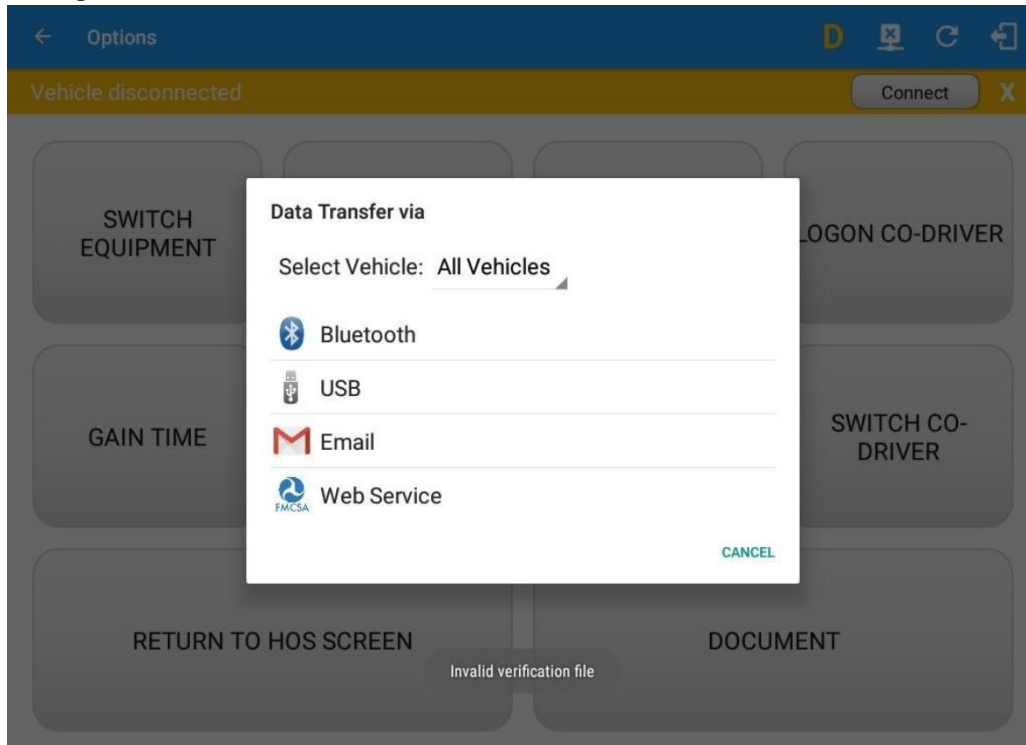 Options
D
Vehicle disconnected
Connect
X
SWITCH
EQUIPMENT
LOGON CO-DRIVER
Data Transfer via
Select Vehicle: All Vehicles
Bluetooth
USB
Email
FMCSA
Web Service
CANCEL
GAIN TIME
SWITCH CO-
DRIVER
RETURN TO HOS SCREEN
DOCUMENT
Invalid verification file